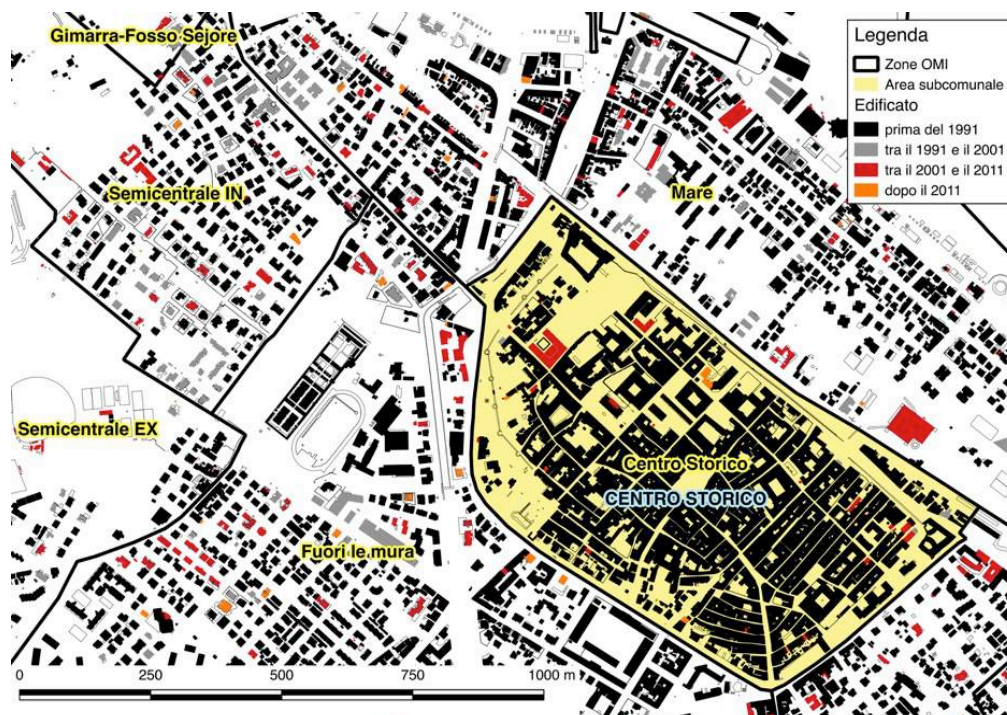 Gimarra-Fosso Sejore
Legenda
Zone OMI
Area subcomunale
Edificato
prima del 1991
tra il 1991 e il 2001
tra il 2001 e il 2011
dopo il 2011
Semicentrale IN
Mare
Semicentrale EX
Centro Storico
CENTRO STORICO
Fuori le mura
0 250 500 750 1000 m